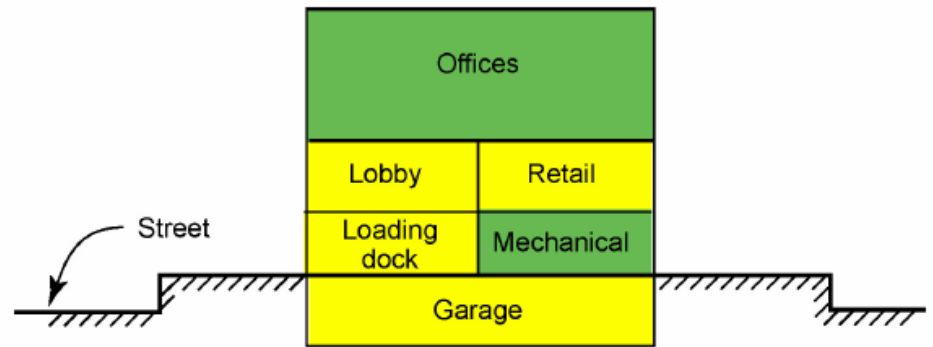 Offices
Lobby
Retail
Street
Loading
dock
Mechanical
Garage